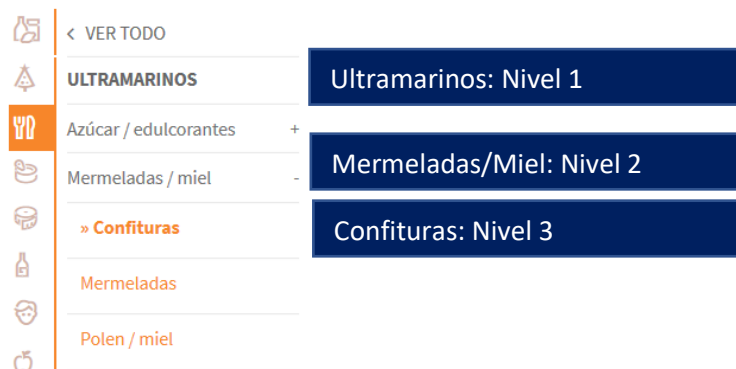 < VER TODO
ULTRAMARINOS
Ultramarinos: Nivel 1
Azúcar / edulcorantes +
Mermeladas / miel -
Mermeladas/Miel: Nivel 2
» Confituras
Confituras: Nivel 3
Mermeladas
Polen / miel